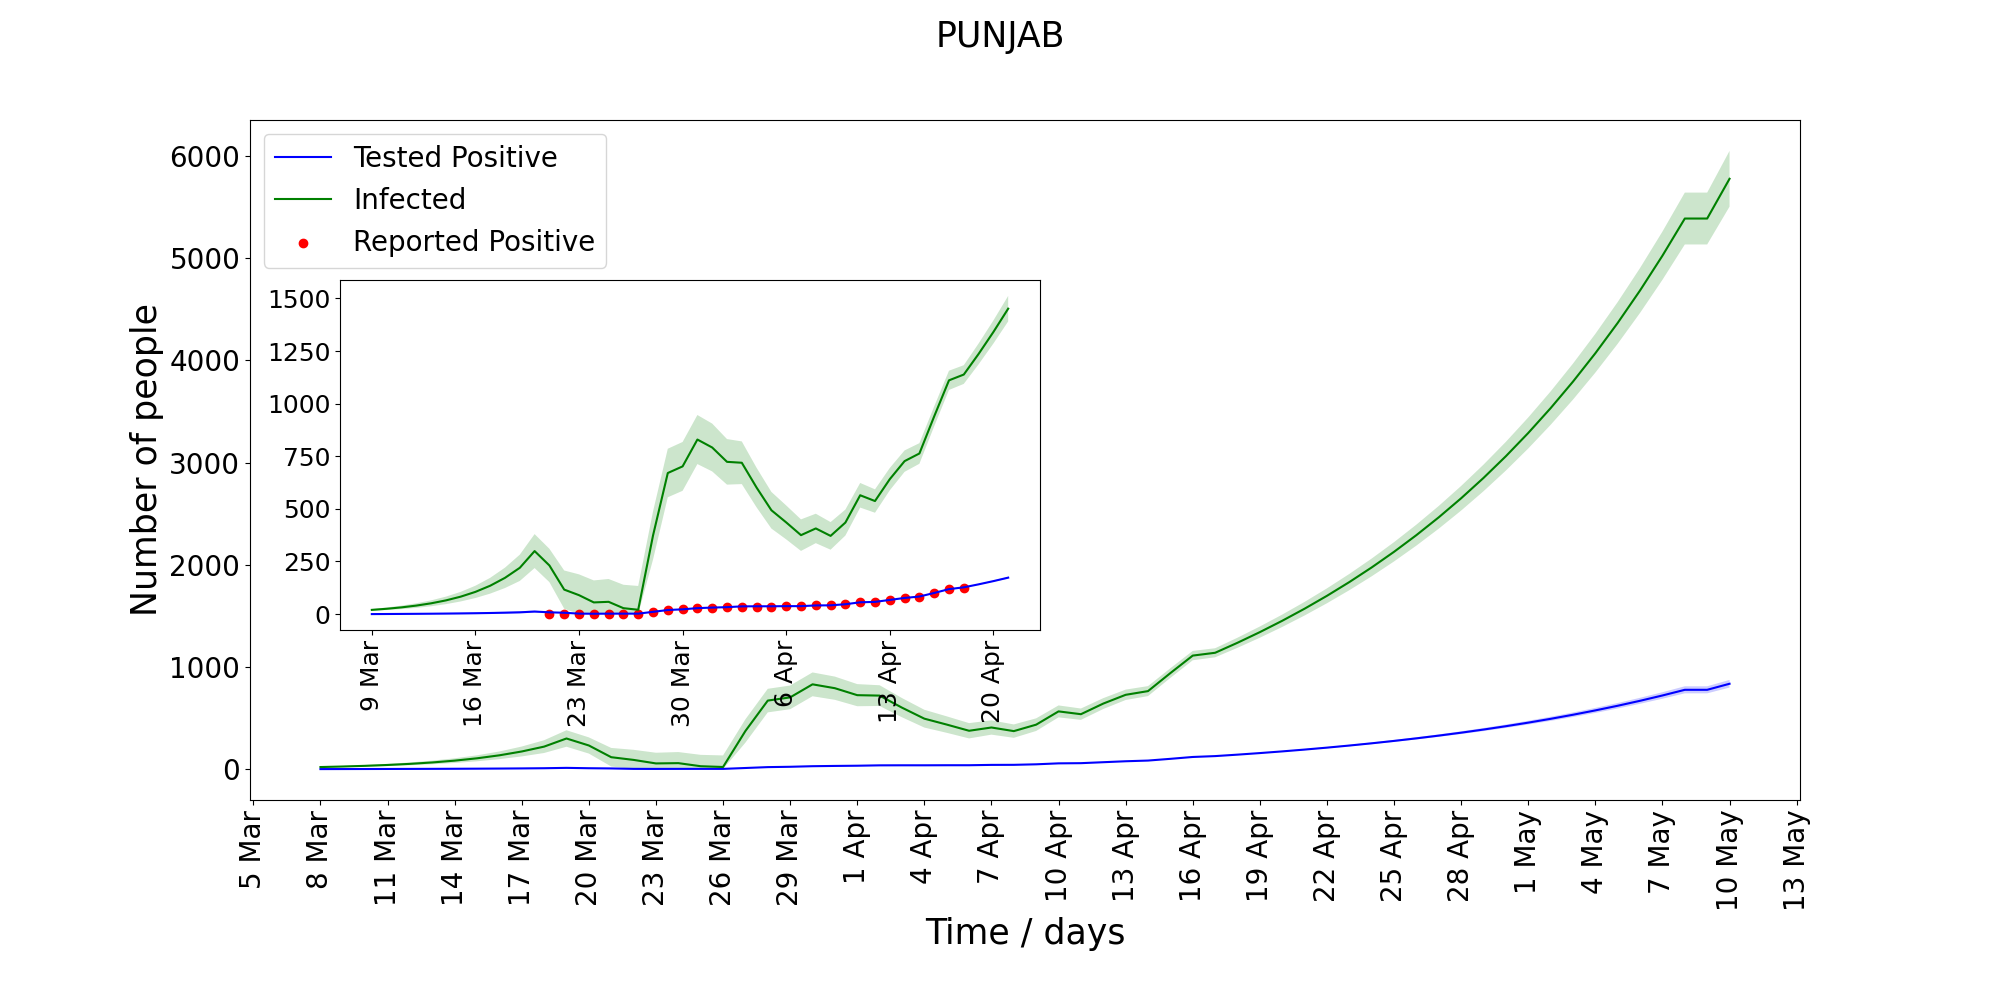 PUNJAB
Tested Positive
Infected
Reported Positive
Number of people
6000
5000
4000
3000
2000
1000
0
1500
1250
1000
750
500
250
0
9 Mar
16 Mar
23 Mar
30 Mar
6 Apr
13 Apr
20 Apr
5 Mar
8 Mar
11 Mar
14 Mar
17 Mar
20 Mar
23 Mar
26 Mar
29 Mar
1 Apr
4 Apr
7 Apr
10 Apr
13 Apr
16 Apr
19 Apr
22 Apr
25 Apr
28 Apr
1 May
4 May
7 May
10 May
13 May
Time / days